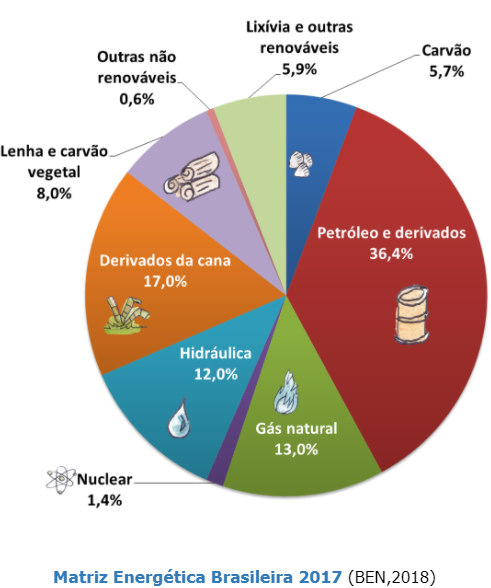 Lixívia e outras
renováveis
5,9%
Carvão
5,7%
Outras não
renováveis
0,6%
Lenha e carvão
vegetal
8,0%
Petróleo e derivados
36,4%
Derivados da cana
17,0%
Hidráulica
12,0%
Gás natural
13,0%
Nuclear
1,4%
Matriz Energética Brasileira 2017 (BEN,2018)